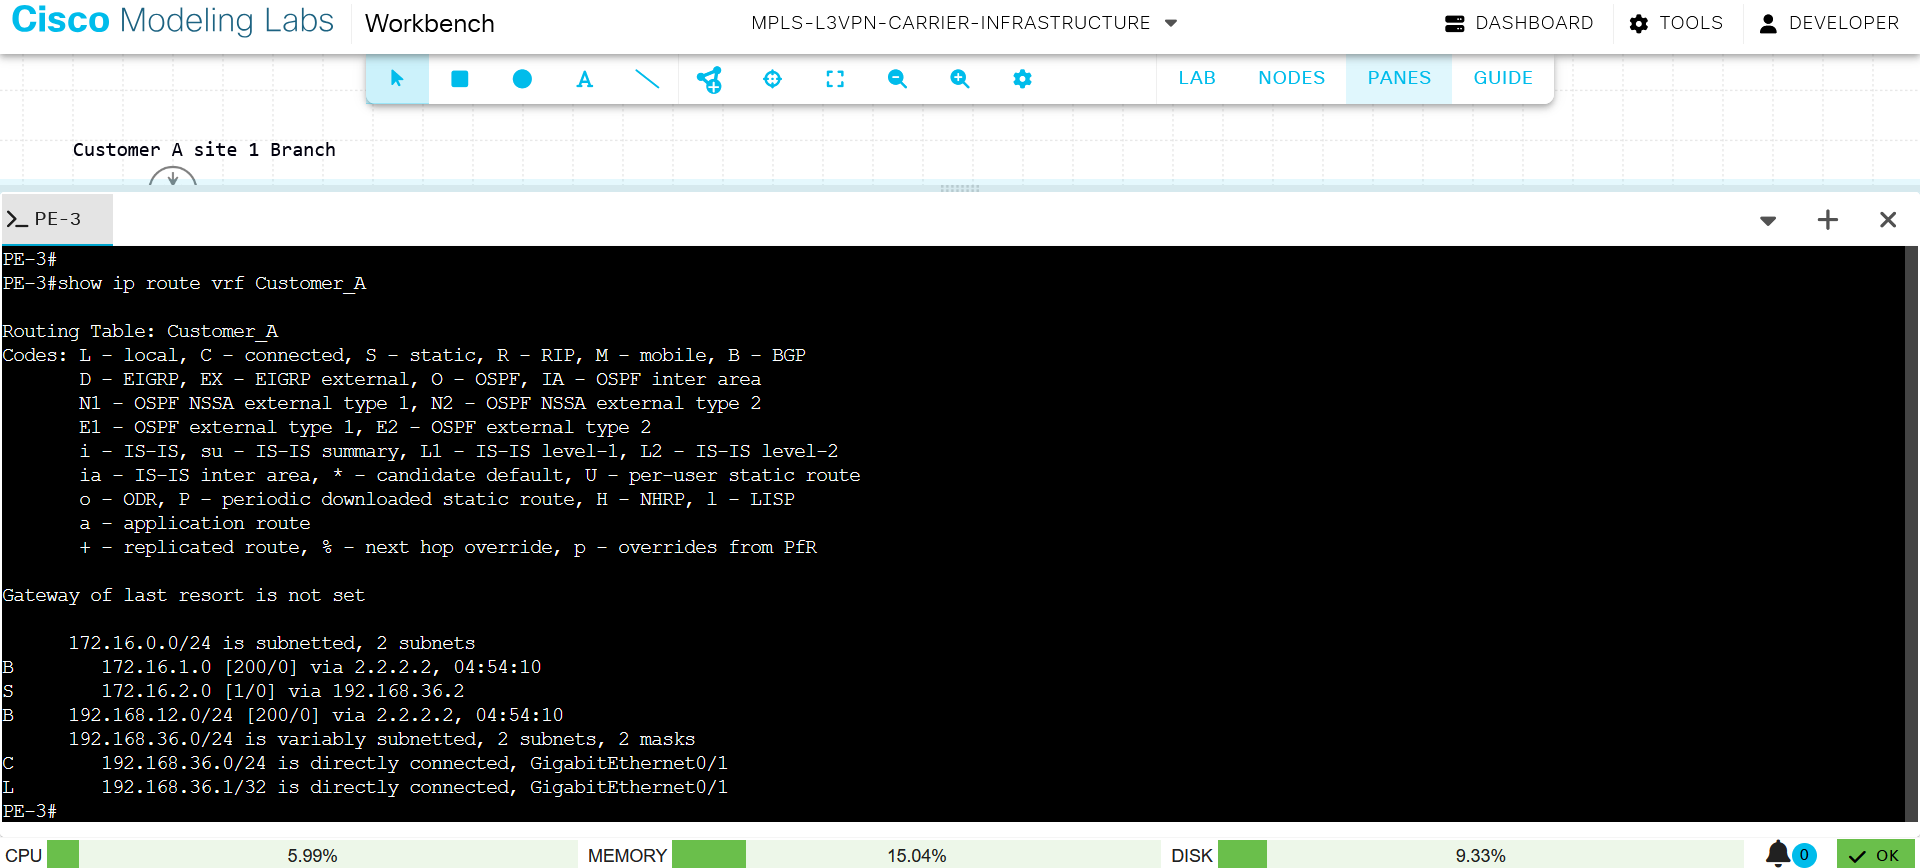 Cisco Modeling Labs Workbench MPLS-L3VPN-CARRIER-INFRASTRUCTURE DASHBOARD TOOLS DEVELOPER
A LAB NODES PANES GUIDE
Customer A site 1 Branch
>_ PE-3
PE-3#
PE-3#show ip route vrf Customer_A
Routing Table: Customer_A
Codes: L - local, C - connected, S - static, R - RIP, M - mobile, B - BGP
D - EIGRP, EX - EIGRP external, O - OSPF, IA - OSPF inter area
N1 - OSPF NSSA external type 1, N2 - OSPF NSSA external type 2
E1 - OSPF external type 1, E2 - OSPF external type 2
i - IS-IS, su - IS-IS summary, L1 - IS-IS level-1, L2 - IS-IS level-2
ia - IS-IS inter area, * - candidate default, U - per-user static route
o - ODR, P - periodic downloaded static route, H - NHRP, l - LISP
a - application route
+ - replicated route, % - next hop override, p - overrides from PfR
Gateway of last resort is not set
172.16.0.0/24 is subnetted, 2 subnets
B 172.16.1.0 [200/0] via 2.2.2.2, 04:54:10
S 172.16.2.0 [1/0] via 192.168.36.2
B 192.168.12.0/24 [200/0] via 2.2.2.2, 04:54:10
192.168.36.0/24 is variably subnetted, 2 subnets, 2 masks
C 192.168.36.0/24 is directly connected, GigabitEthernet0/1
L 192.168.36.1/32 is directly connected, GigabitEthernet0/1
PE-3#
CPU 5.99% MEMORY 15.04% DISK 9.33% 0 OK